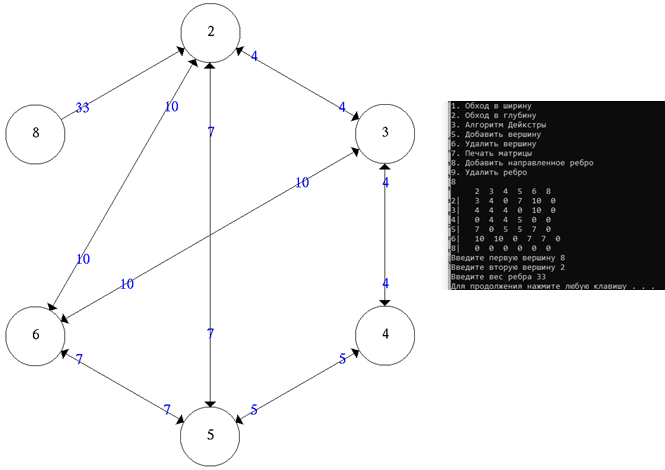 2
33
4
10
4
8
7
3
10
4
10
10
4
7
6
4
7
5
7
5
5
1. Обход в ширину
2. Обход в глубину
3. Алгоритм Дейкстры
5. Добавить вершину
6. Удалить вершину
7. Печать матрицы
8. Добавить направленное ребро
9. Удалить ребро
8
2 3 4 5 6 8
2| 3 4 0 7 10 0
3| 4 4 4 0 10 0
4| 0 4 4 5 0 0
5| 7 0 5 5 7 0
6| 10 10 0 7 7 0
8| 0 0 0 0 0 0
Введите первую вершину 8
Введите вторую вершину 2
Введите вес ребра 33
Для продолжения нажмите любую клавишу . . .